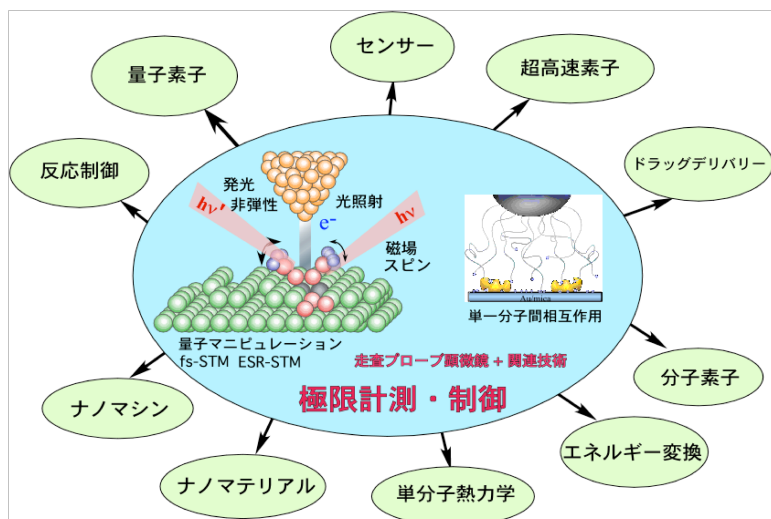 センサー
量子素子
超高速素子
反応制御
ドラッグデリバリー
発光
非弾性
光照射
hν'
e-
hν
磁場
スピン
Au/mica
単一分子間相互作用
量子マニピュレーション
fs-STM ESR-STM
走査プローブ顕微鏡 + 関連技術
極限計測・制御
分子素子
ナノマシン
エネルギー変換
ナノマテリアル
単分子熱力学